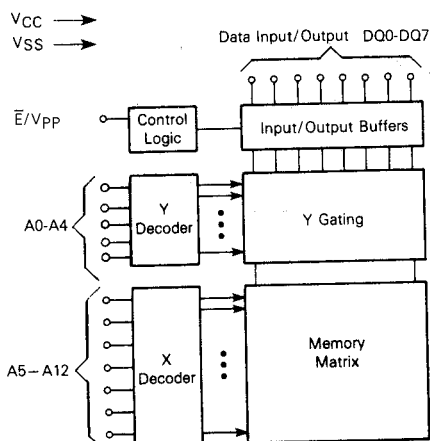 VCC
VSS
Data Input/Output DQ0-DQ7
E̅/VPP
Control
Logic
Input/Output Buffers
A0-A4
Y
Decoder
Y Gating
A5-A12
X
Decoder
Memory
Matrix